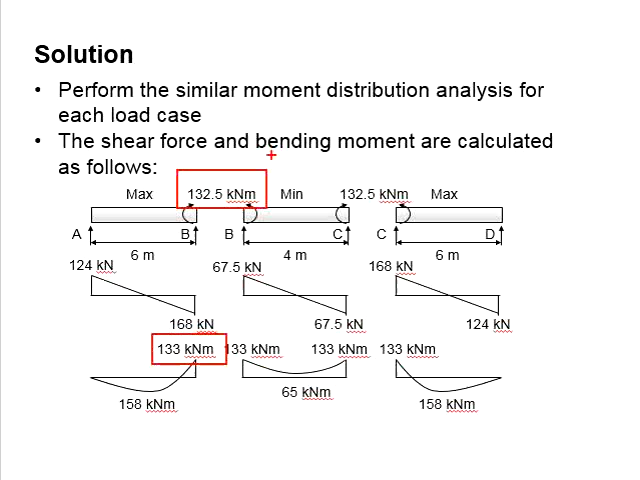 Solution
• Perform the similar moment distribution analysis for
each load case
• The shear force and bending moment are calculated
as follows:
Max 132.5 kNm Min 132.5 kNm Max
A B B C C D
6 m 4 m 6 m
124 kN 67.5 kN 168 kN
168 kN 67.5 kN 124 kN
133 kNm 133 kNm 133 kNm 133 kNm
158 kNm 65 kNm 158 kNm